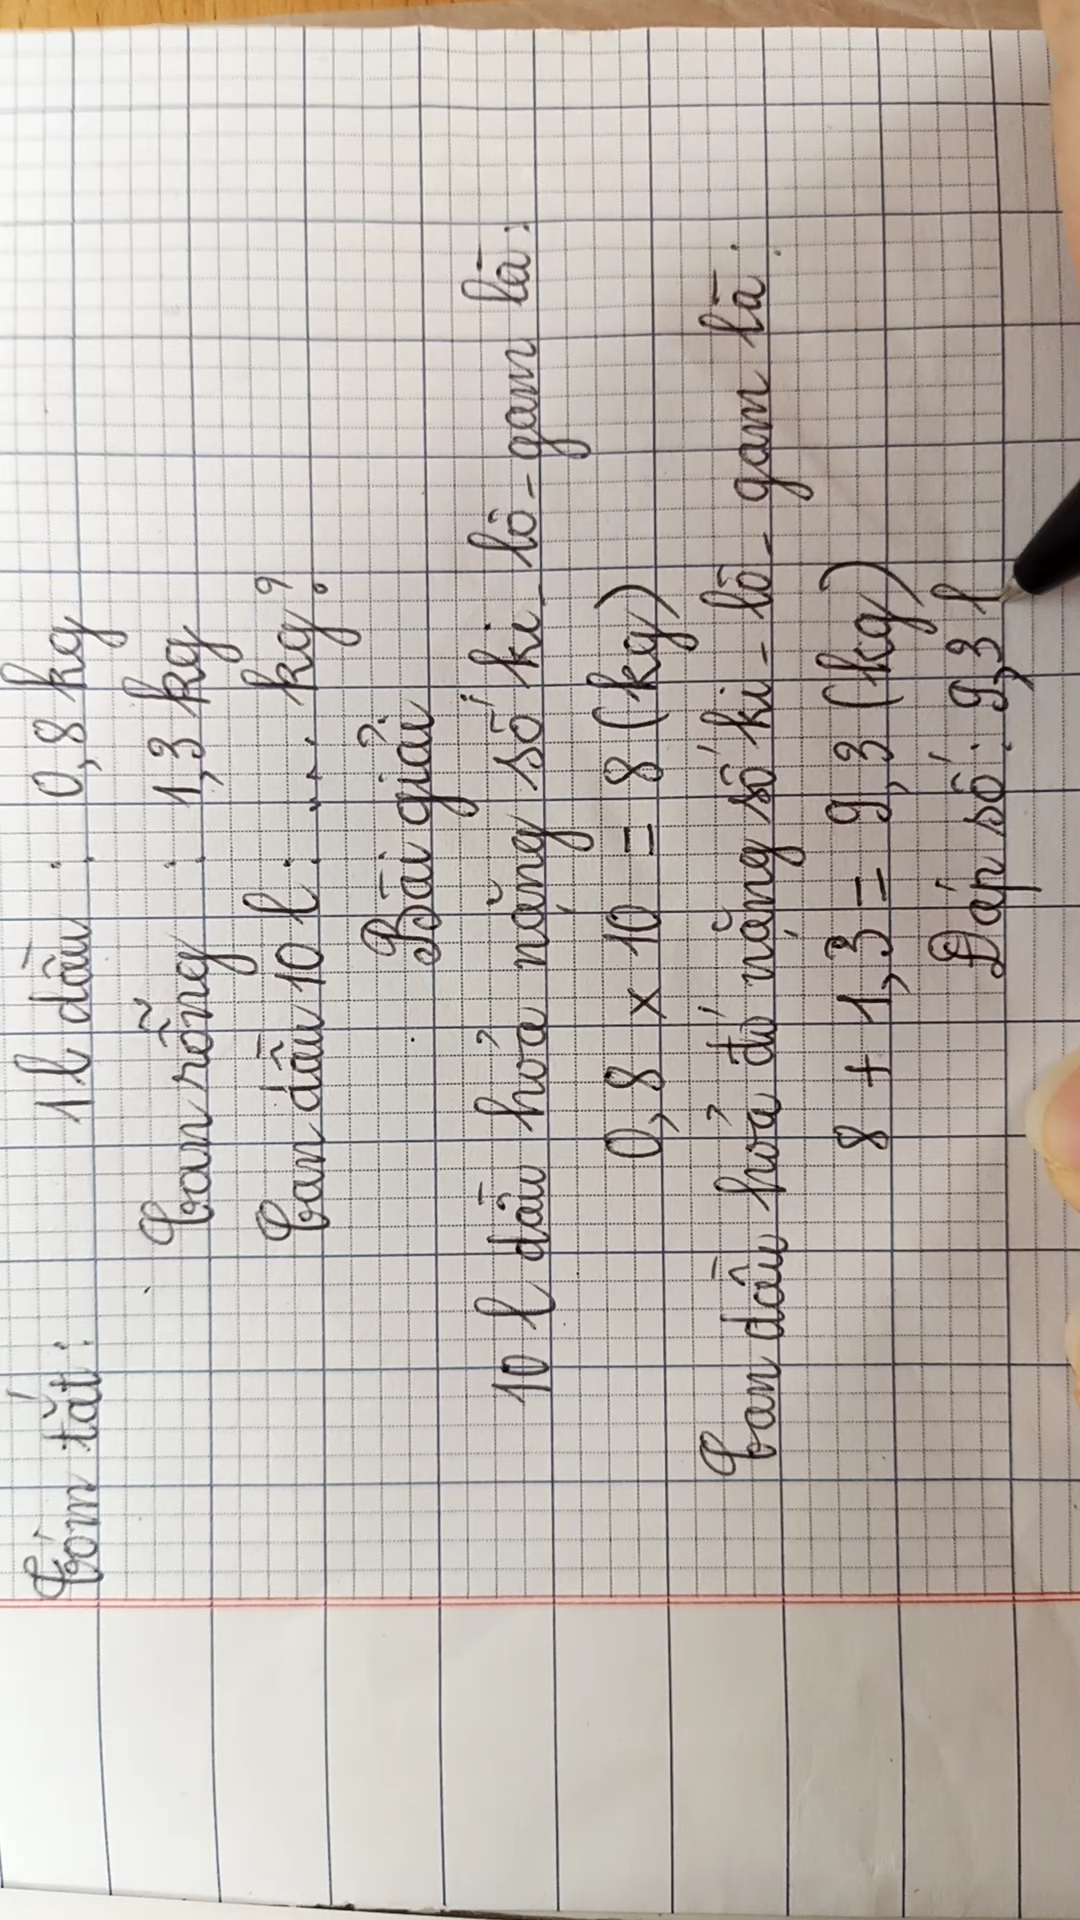 Tóm tắt:
1l dầu : 0,8 kg
Can rỗng : 1,3 kg
Can dầu 10 l: .... kg?
Bài giải
10 l dầu hỏa nặng số ki-lô-gam là:
0,8 x 10 = 8 (kg)
Can dầu hỏa đó nặng số ki-lô-gam là:
8 + 1,3 = 9,3 (kg)
Đáp số: 9,3